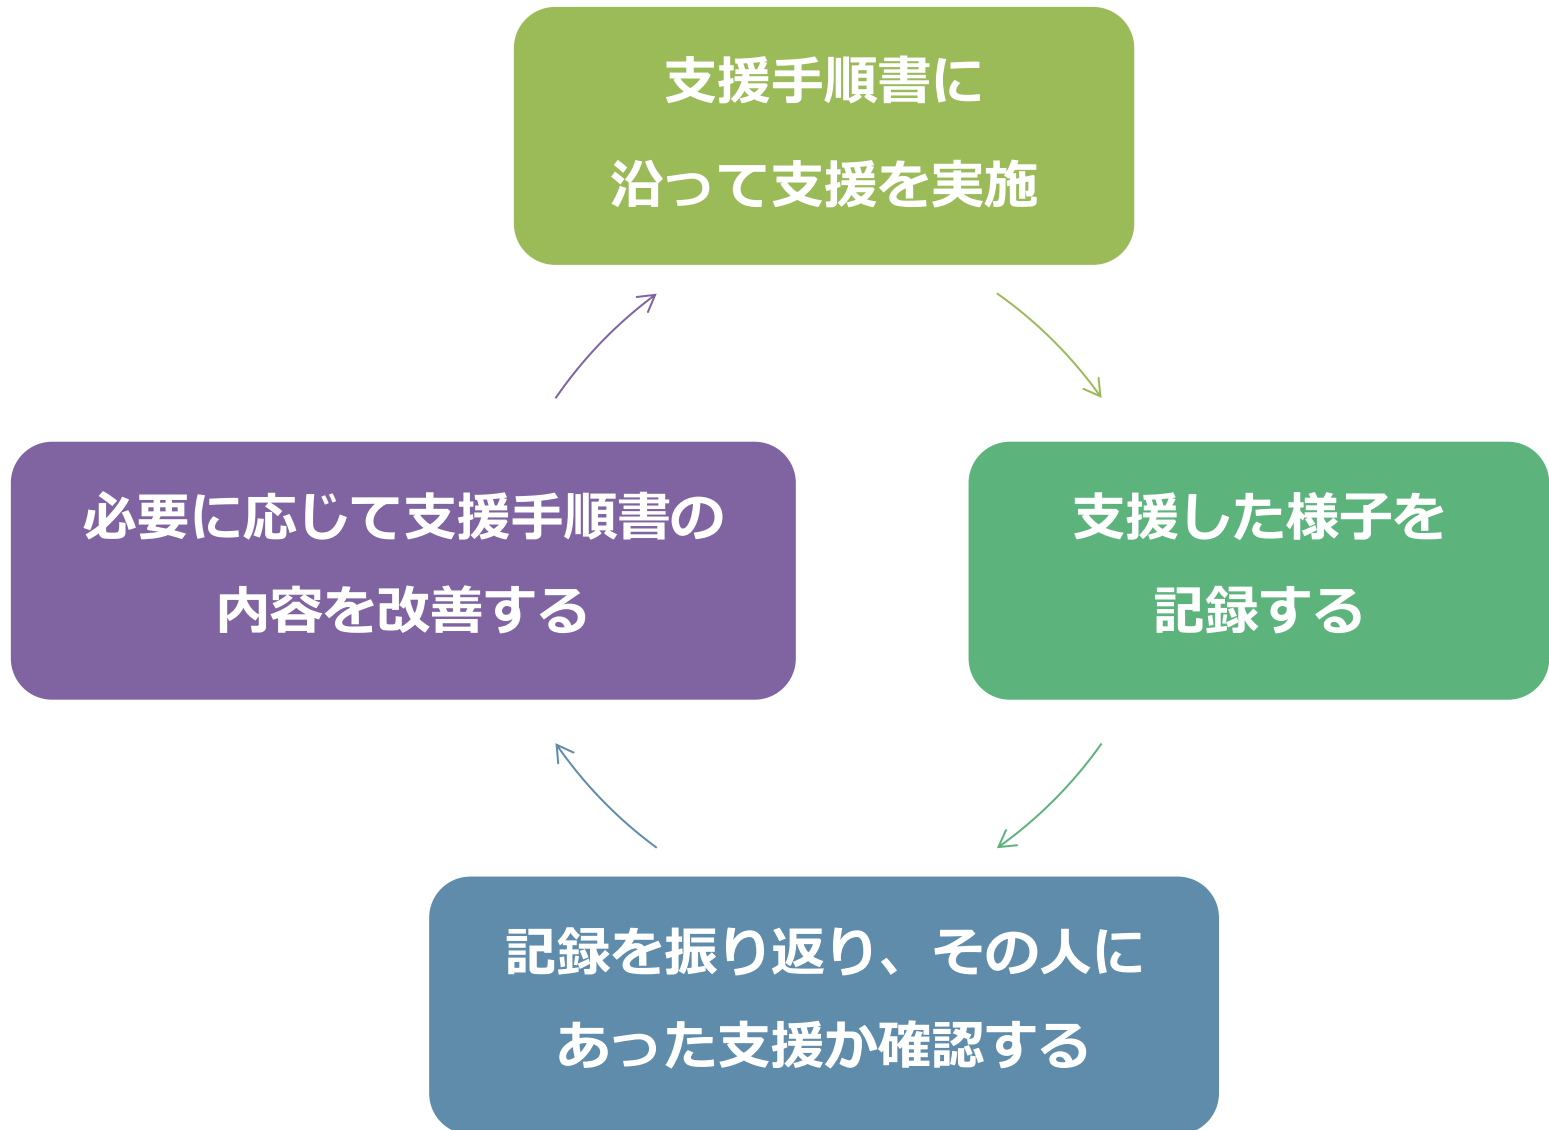 支援手順書に
沿って支援を実施
必要に応じて支援手順書の
内容を改善する
支援した様子を
記録する
記録を振り返り、その人に
あった支援か確認する